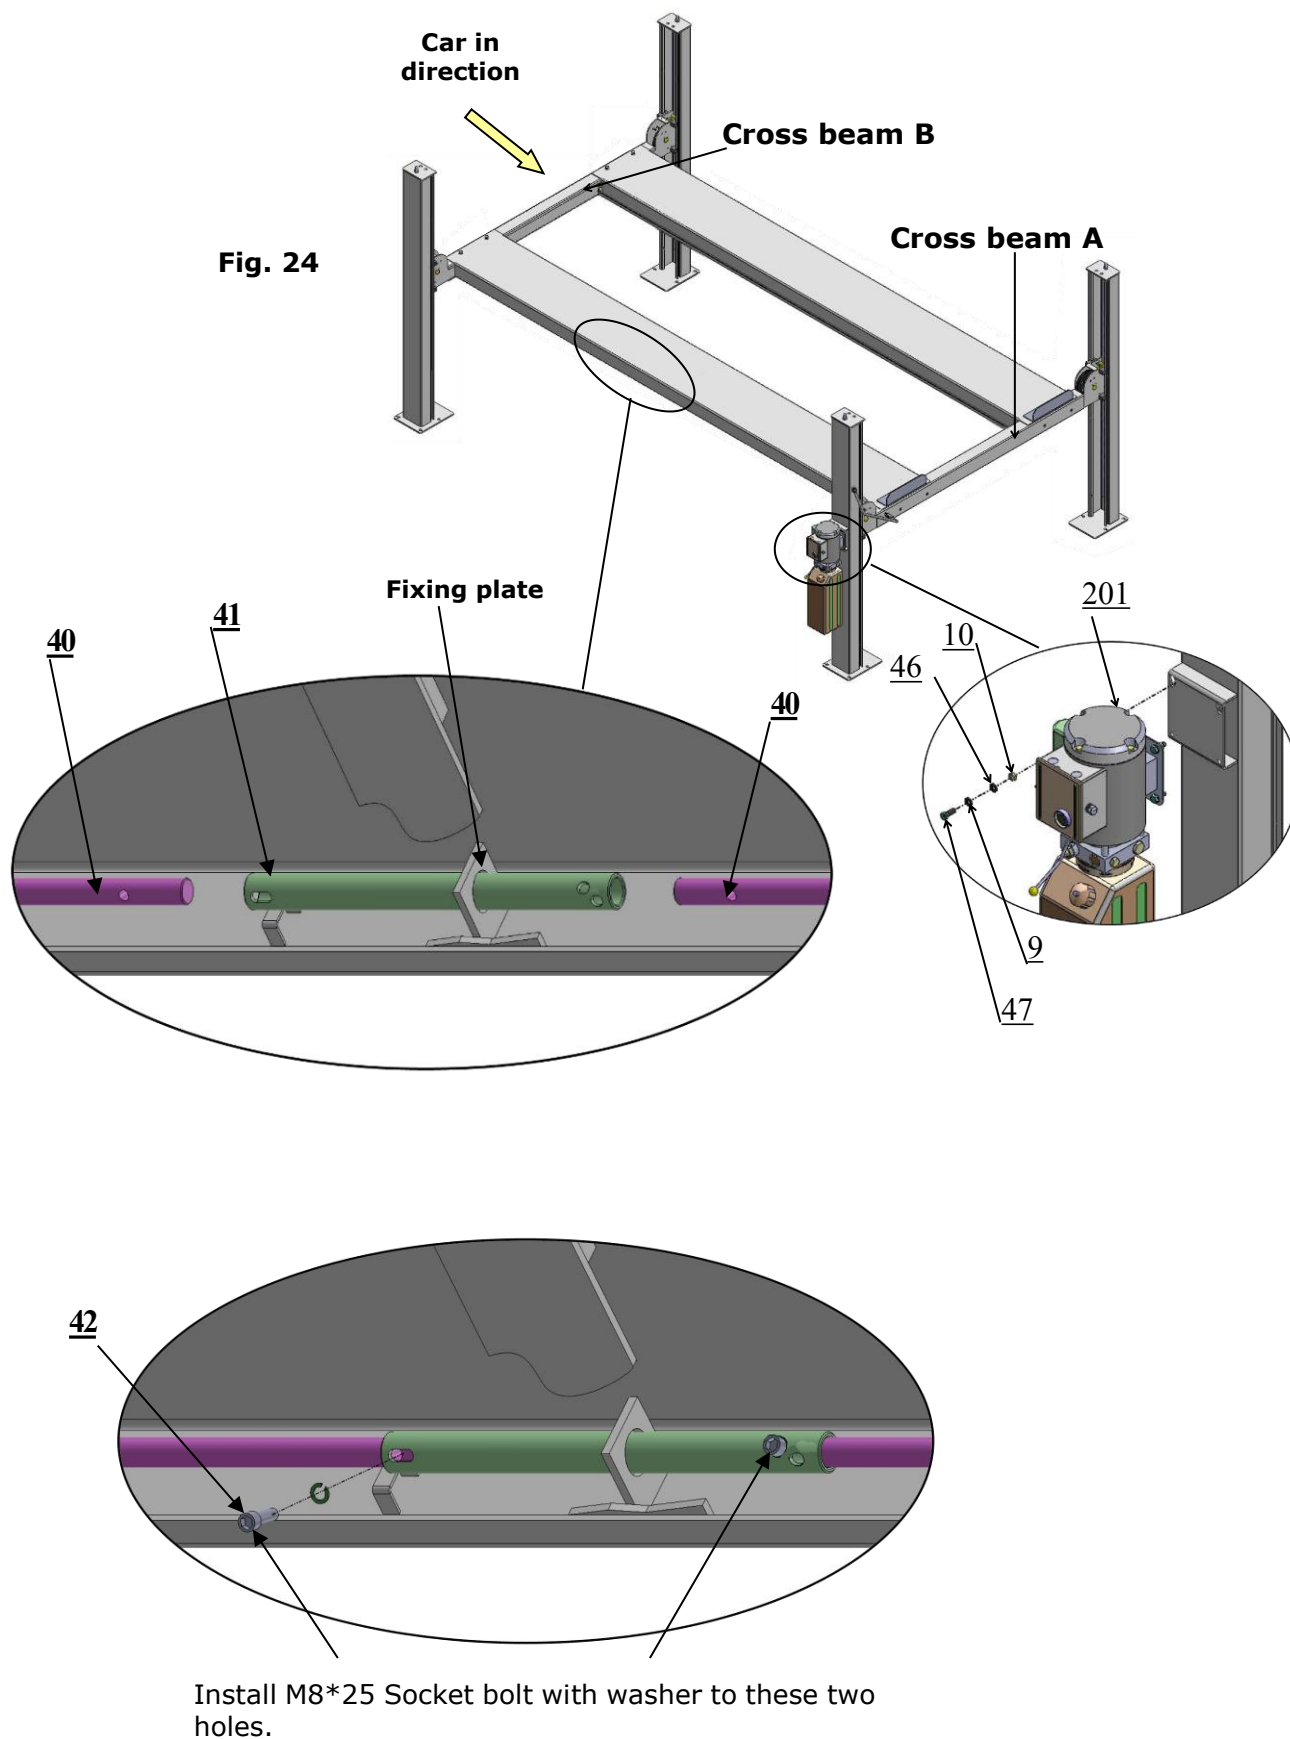 Car in
direction
Cross beam B
Cross beam A
Fig. 24
Fixing plate
201
41
10
40
46
40
9
47
42
Install M8*25 Socket bolt with washer to these two
holes.